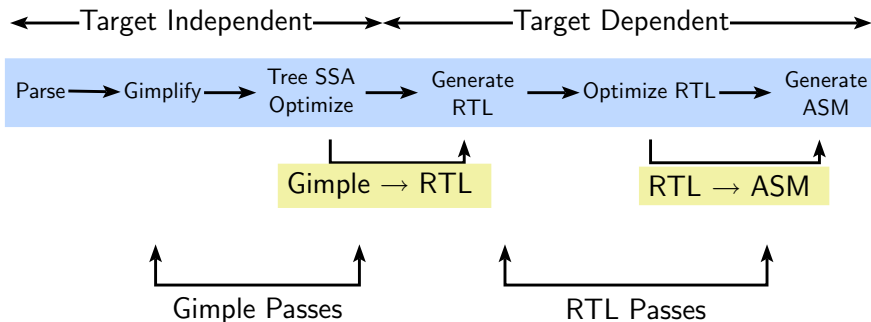 Target Independent Target Dependent
Parse Gimplify Tree SSA Optimize Generate RTL Optimize RTL Generate ASM
Gimple → RTL RTL → ASM
Gimple Passes RTL Passes